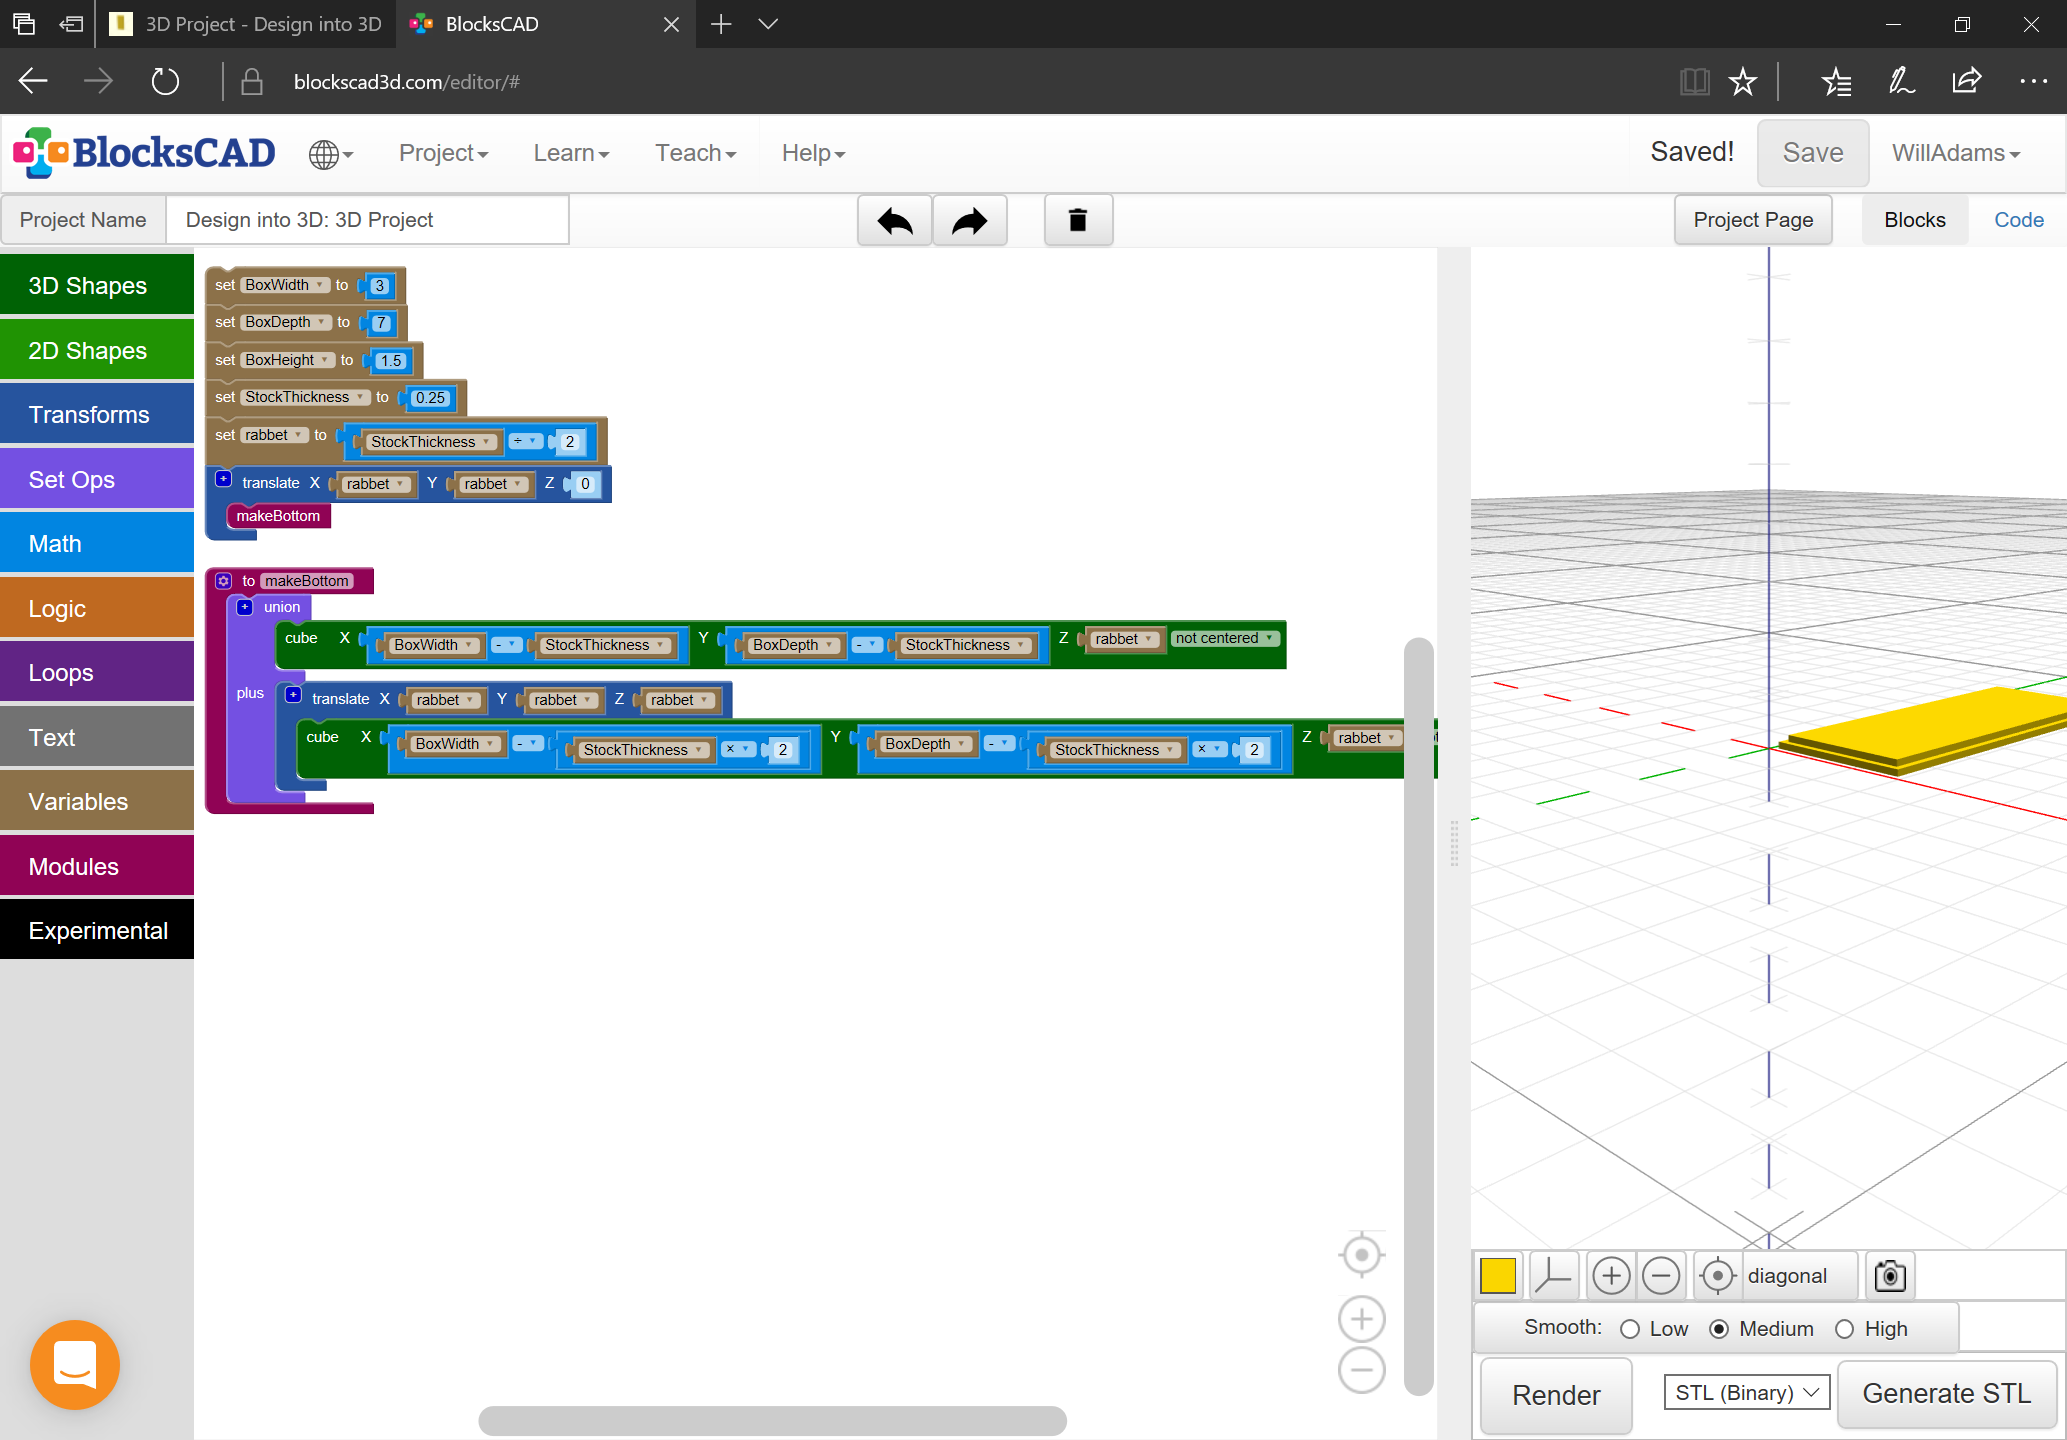 3D Project - Design into 3D
BlocksCAD
blockscad3d.com/editor/#
BlocksCAD
Project
Learn
Teach
Help
Saved!
Save
WillAdams
Project Name
Design into 3D: 3D Project
Project Page
Blocks
Code
3D Shapes
2D Shapes
Transforms
Set Ops
Math
Logic
Loops
Text
Variables
Modules
Experimental
set BoxWidth to 3
set BoxDepth to 7
set BoxHeight to 1.5
set StockThickness to 0.25
set rabbet to StockThickness ÷ 2
+ translate X rabbet Y rabbet Z 0
makeBottom
to makeBottom
+ union
cube X BoxWidth - StockThickness Y BoxDepth - StockThickness Z rabbet not centered
plus + translate X rabbet Y rabbet Z rabbet
cube X BoxWidth - StockThickness × 2 Y BoxDepth - StockThickness × 2 Z rabbet
diagonal
Smooth: Low Medium High
Render
STL (Binary)
Generate STL